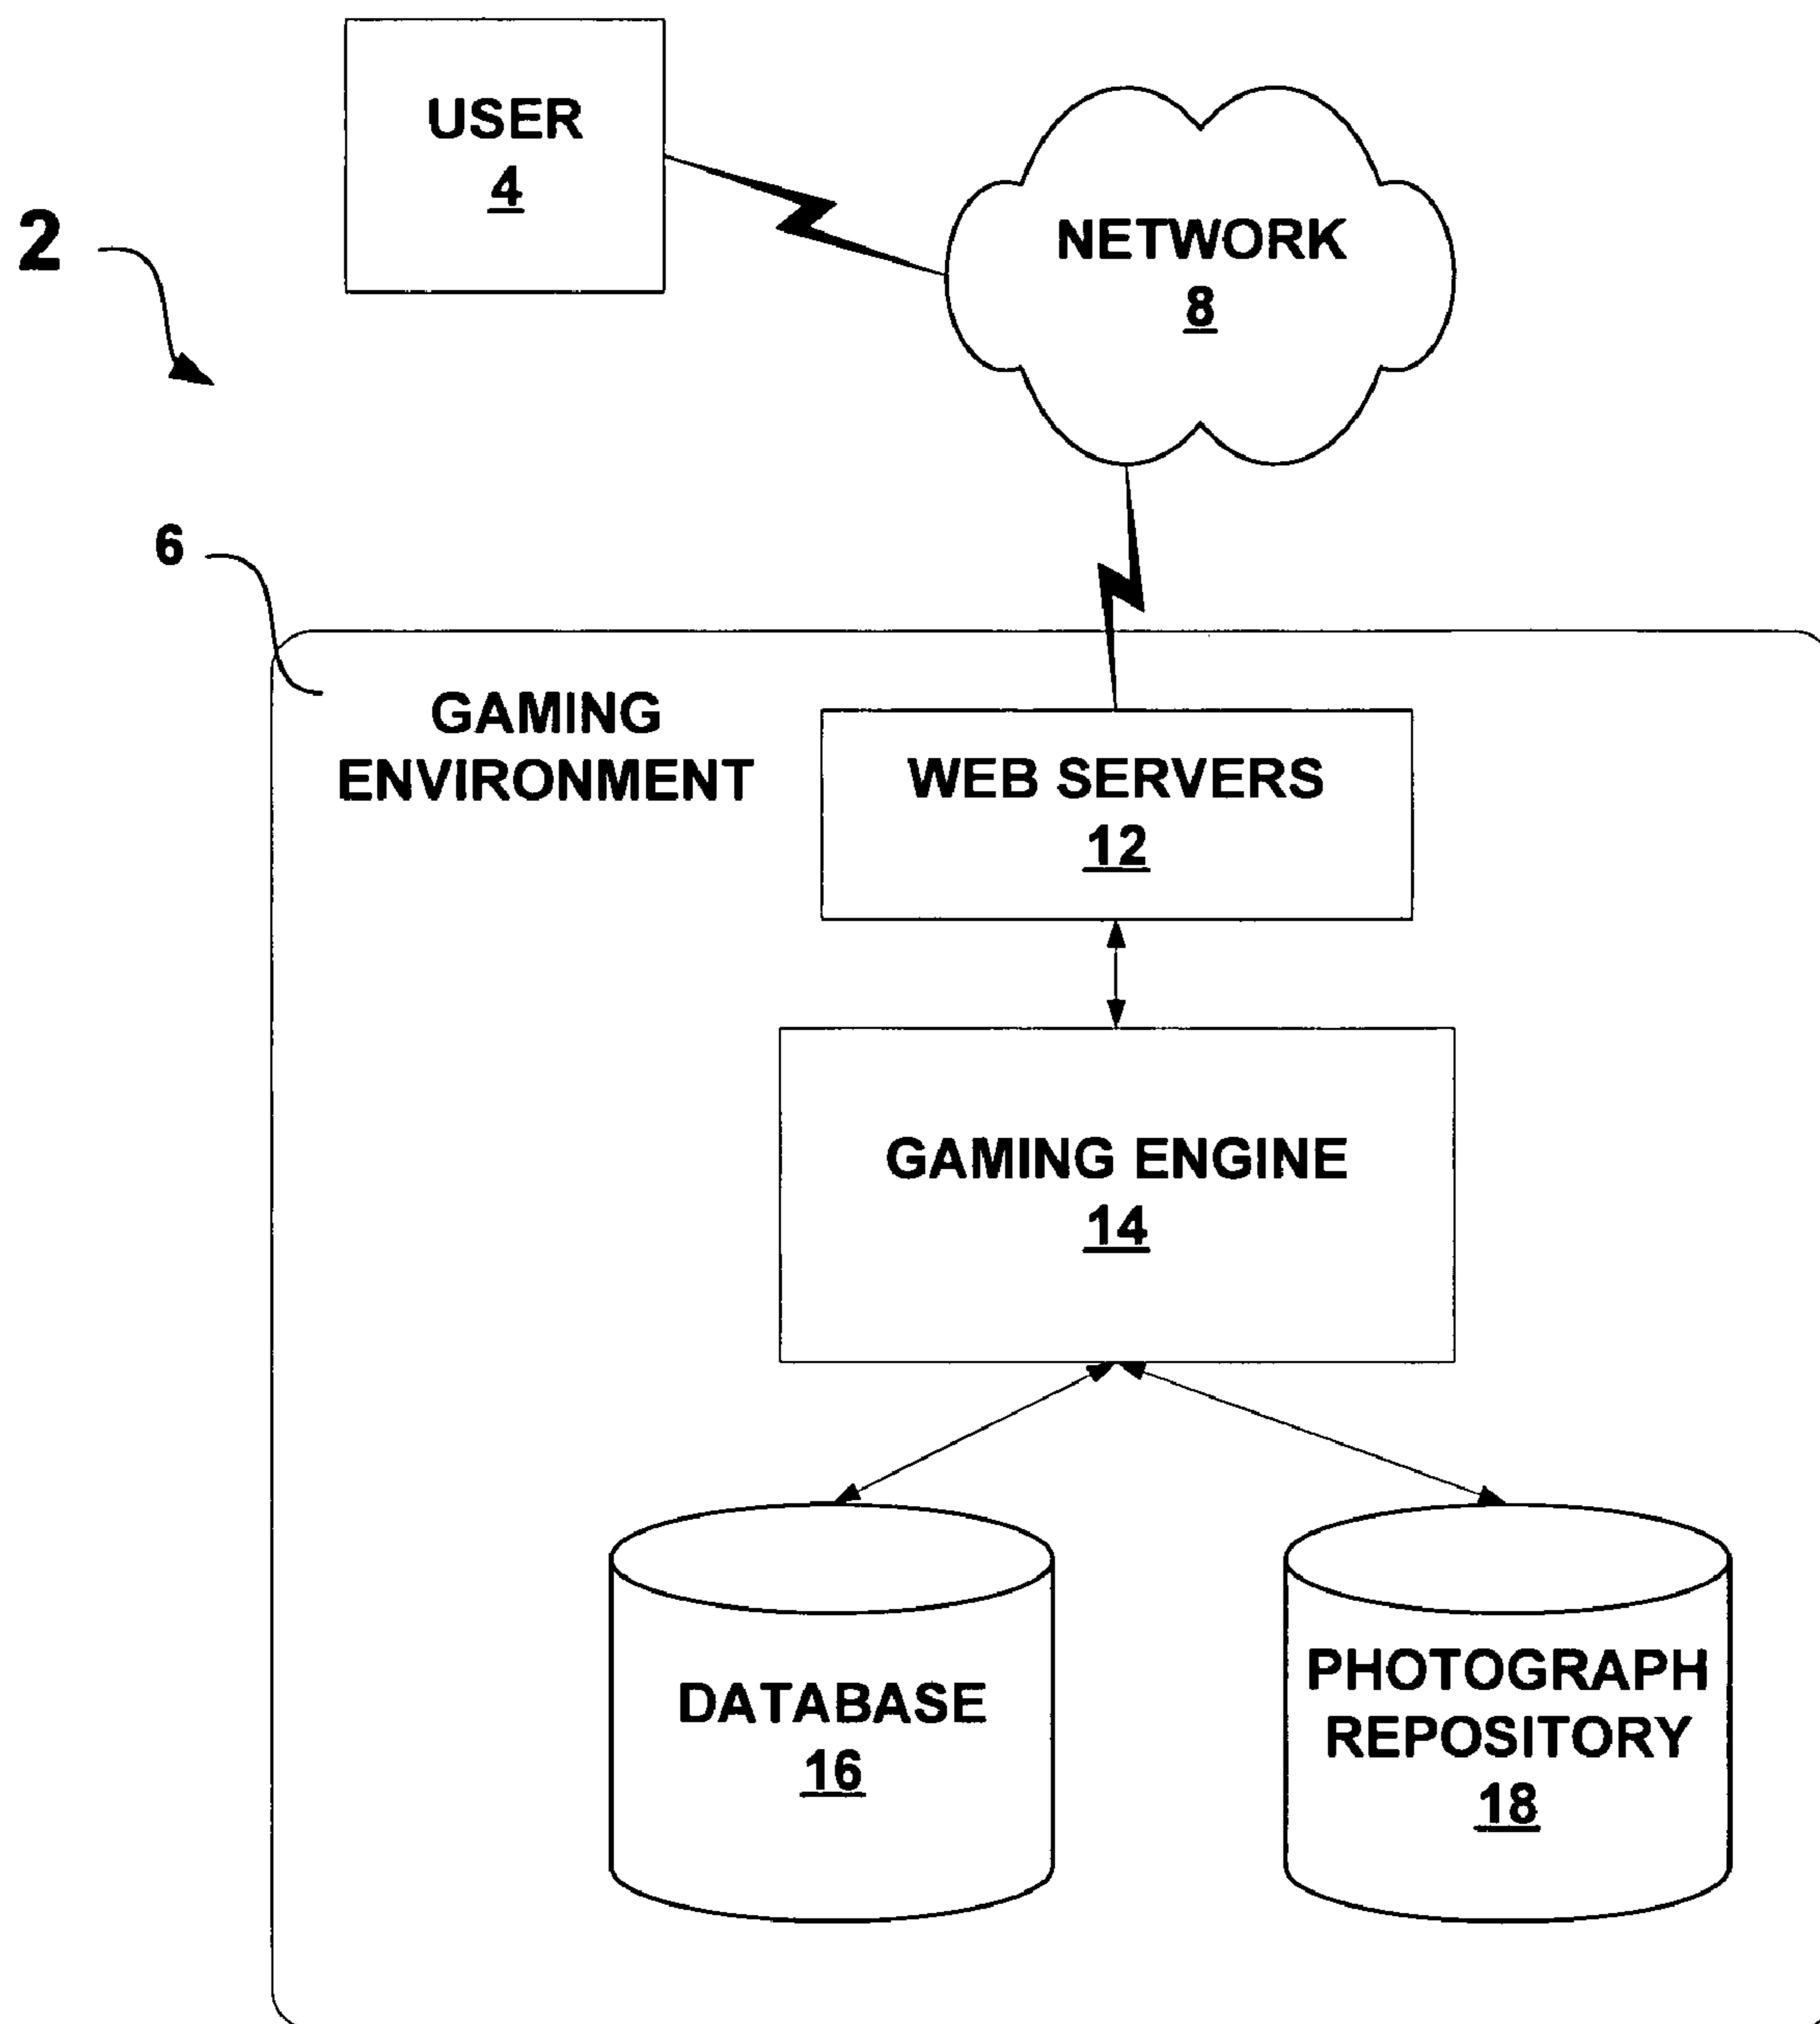 USER
4
NETWORK
8
2
6
GAMING
ENVIRONMENT
WEB SERVERS
12
GAMING ENGINE
14
DATABASE
16
PHOTOGRAPH
REPOSITORY
18